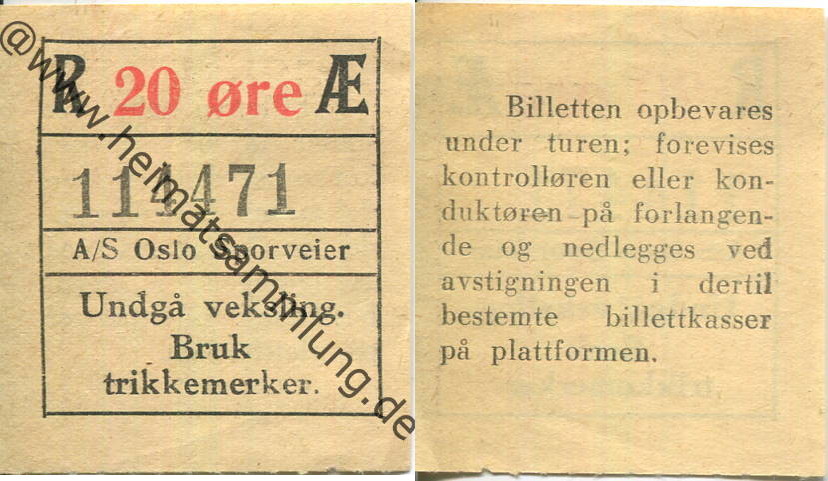 R 20 øre Æ
114471
A/S Oslo Sporveier
Undgå veksling.
Bruk
trikkemerker.
@www.heimatsammlung.de
Billetten opbevares
under turen; forevises
kontrolløren eller kon-
duktøren på forlangen-
de og nedlegges ved
avstigningen i dertil
bestemte billettkasser
på plattformen.